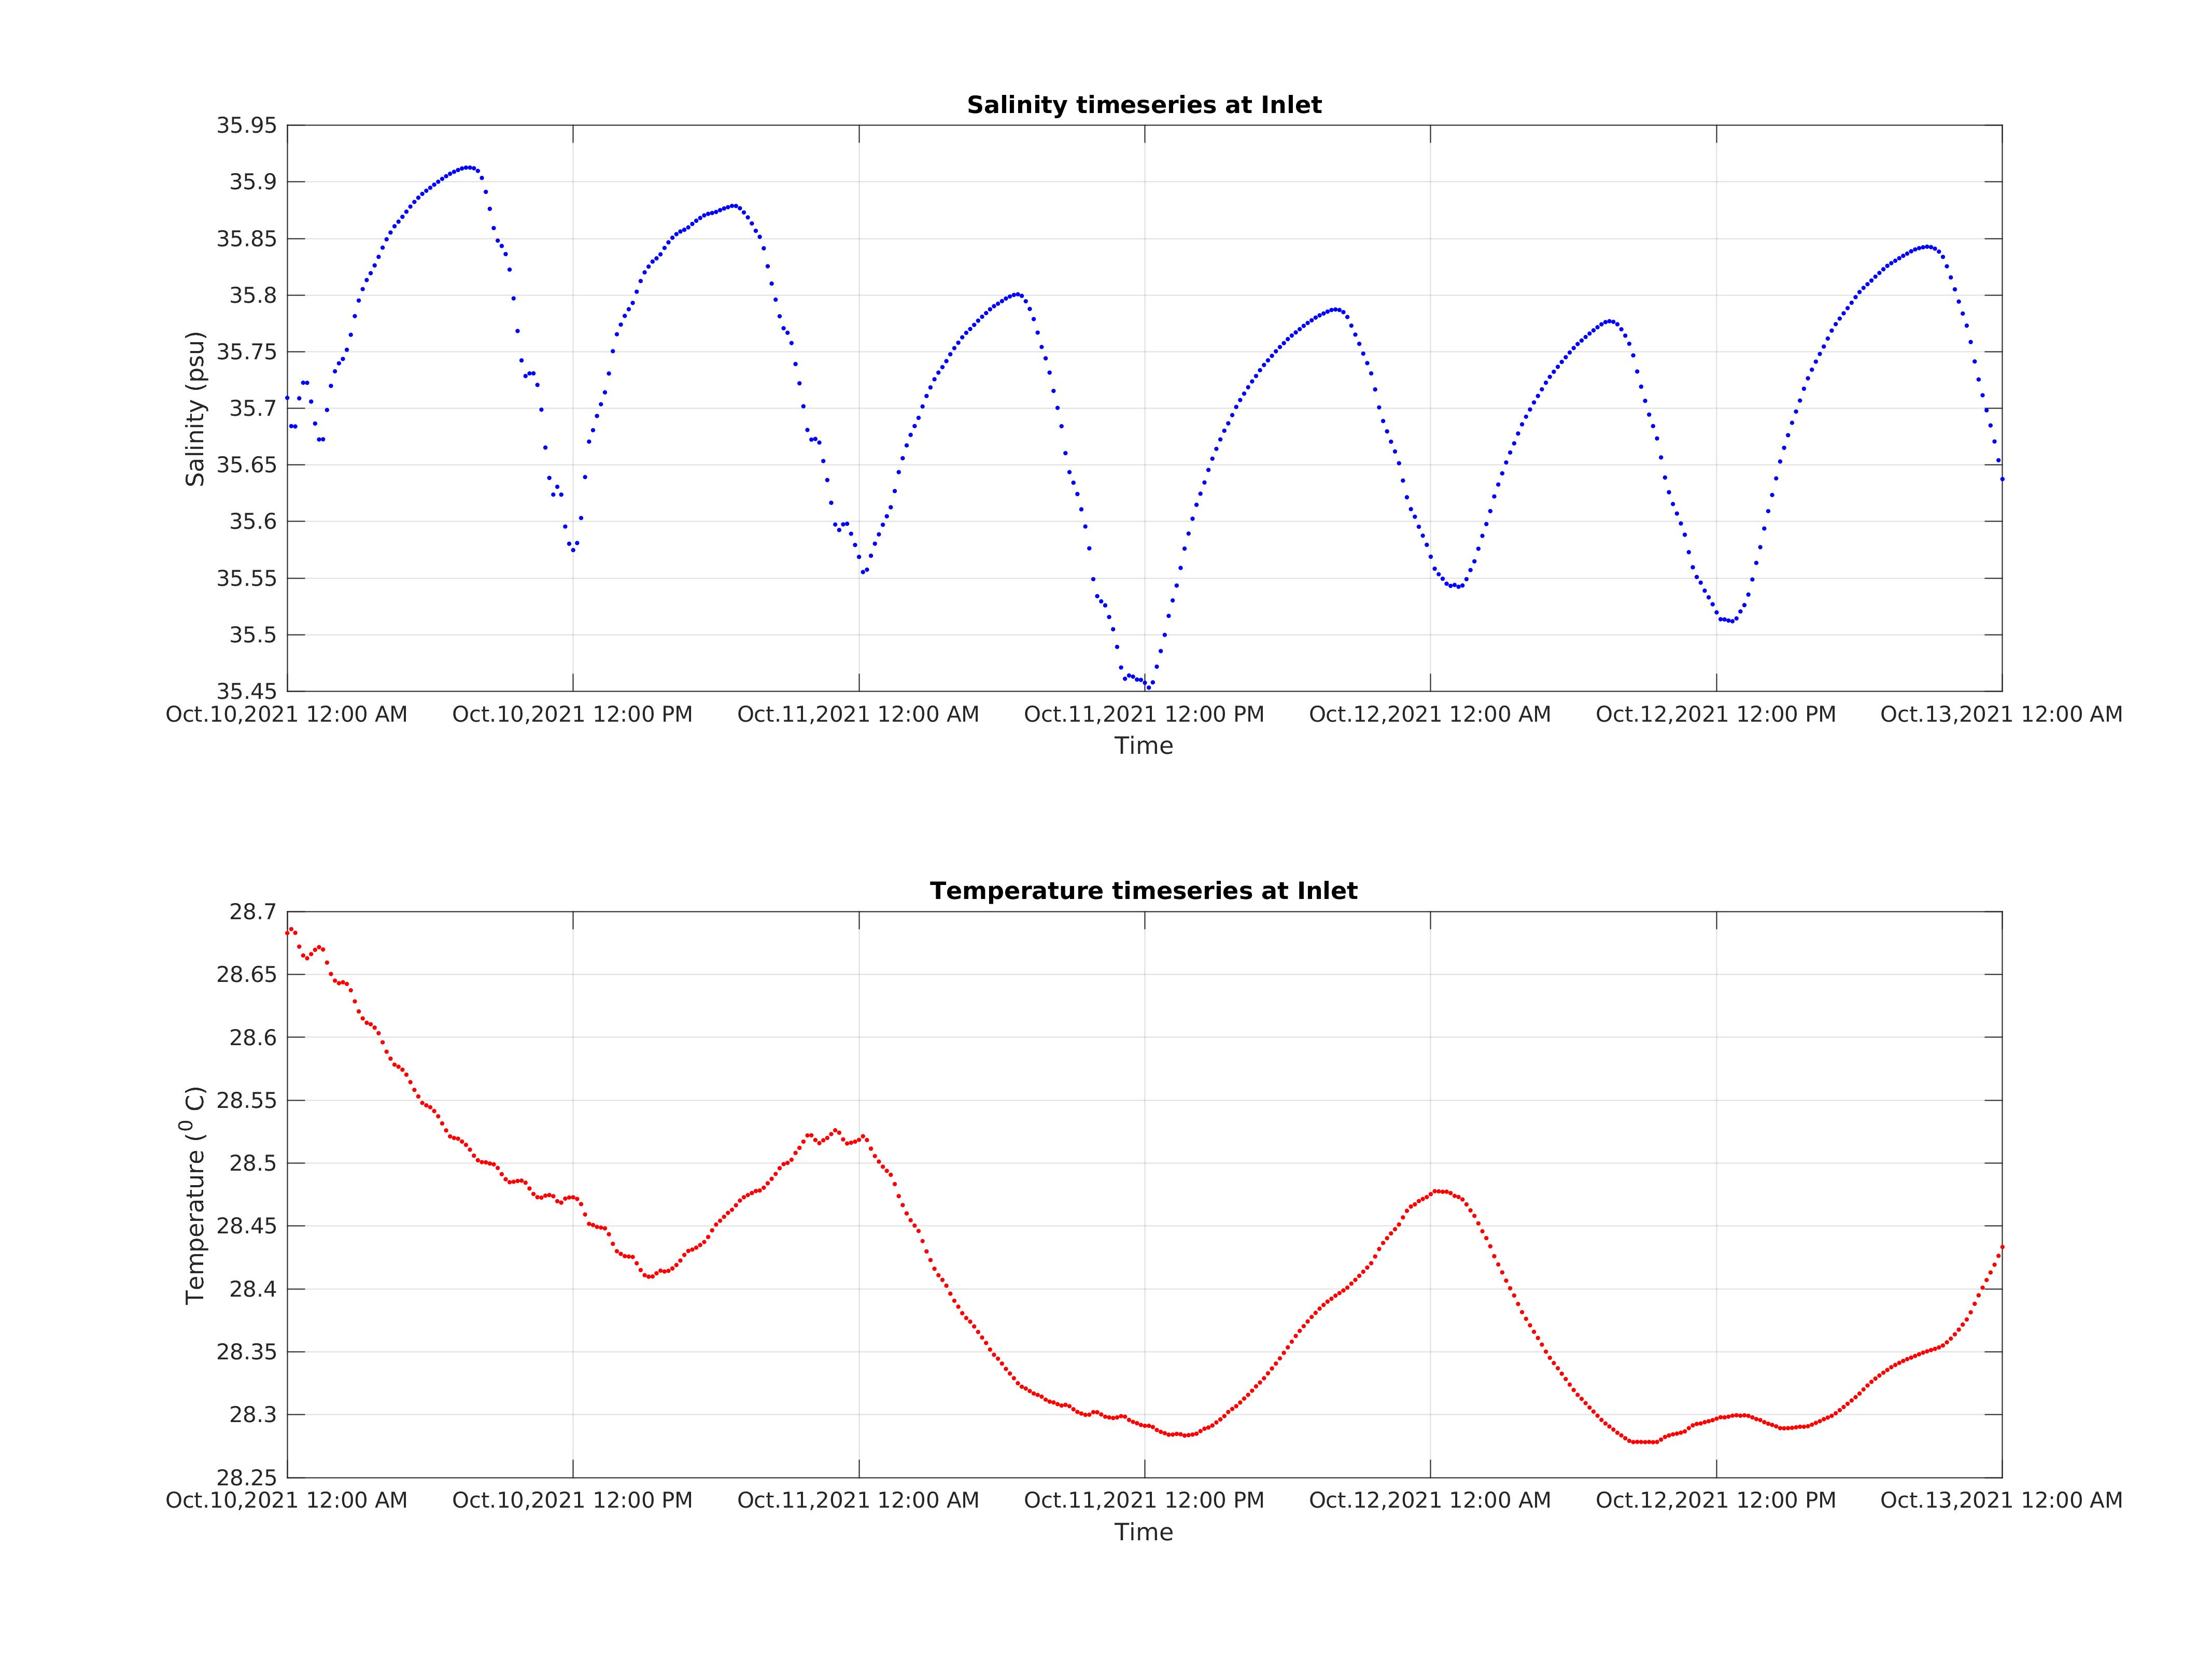 Salinity timeseries at Inlet
35.95
35.9
35.85
35.8
35.75
35.7
35.65
35.6
35.55
35.5
35.45
Salinity (psu)
Oct.10,2021 12:00 AM Oct.10,2021 12:00 PM Oct.11,2021 12:00 AM Oct.11,2021 12:00 PM Oct.12,2021 12:00 AM Oct.12,2021 12:00 PM Oct.13,2021 12:00 AM
Time
Temperature timeseries at Inlet
28.7
28.65
28.6
28.55
28.5
28.45
28.4
28.35
28.3
28.25
Temperature (⁰ C)
Oct.10,2021 12:00 AM Oct.10,2021 12:00 PM Oct.11,2021 12:00 AM Oct.11,2021 12:00 PM Oct.12,2021 12:00 AM Oct.12,2021 12:00 PM Oct.13,2021 12:00 AM
Time